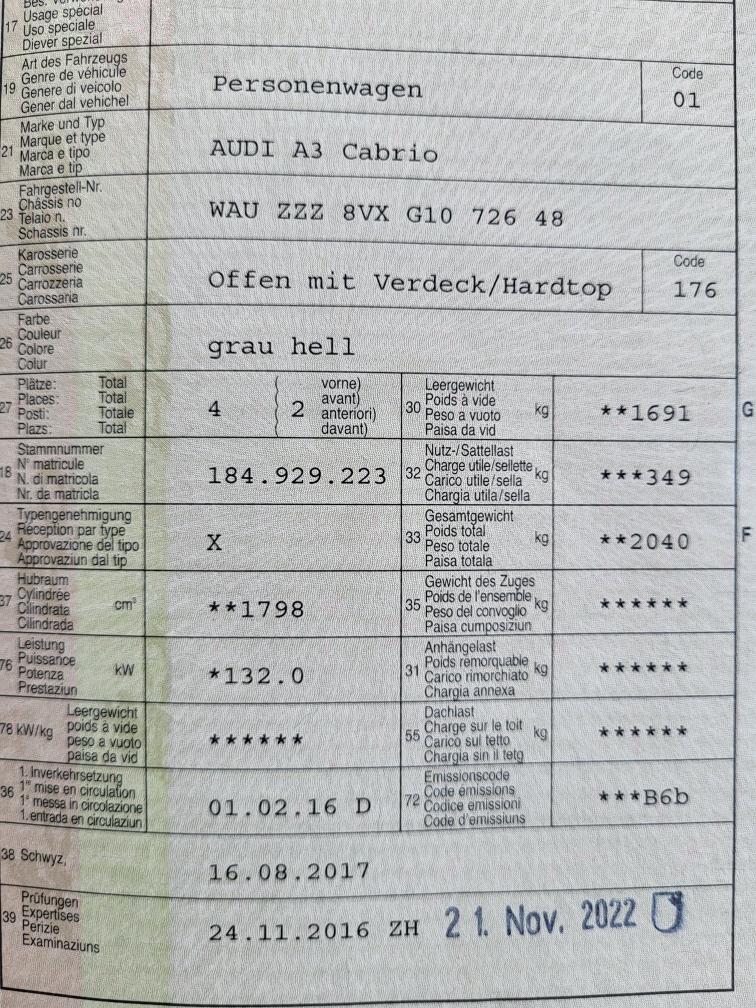 17 Usage spécial
Uso speciale
Diever spezial
19 Art des Fahrzeugs
Genre de véhicule
Genere di veicolo
Gener dal vehichel
Personenwagen
Code
01
21 Marke und Typ
Marque et type
Marca e tipo
Marca e tip
AUDI A3 Cabrio
23 Fahrgestell-Nr.
Châssis no
Telaio n.
Schassis nr.
WAU ZZZ 8VX G10 726 48
25 Karosserie
Carrosserie
Carrozzeria
Carossaria
Offen mit Verdeck/Hardtop
Code
176
26 Farbe
Couleur
Colore
Colur
grau hell
27 Plätze: Total
Places: Total
Posti: Totale
Plazs: Total
4 ( 2 vorne)
avant)
anteriori)
davant)
30 Leergewicht
Poids à vide
Peso a vuoto
Paisa da vid
kg
**1691
G
18 Stammnummer
N° matricule
N. di matricola
Nr. da matricla
184.929.223
32 Nutz-/Sattellast
Charge utile/sellette
Carico utile/sella
Chargia utila/sella
kg
***349
24 Typengenehmigung
Réception par type
Approvazione del tipo
Approvaziun dal tip
X
33 Gesamtgewicht
Poids total
Peso totale
Paisa totala
kg
**2040
F
37 Hubraum
Cylindrée
Cilindrata
Cilindrada
cm³
**1798
35 Gewicht des Zuges
Poids de l'ensemble
Peso del convoglio
Paisa cumposiziun
kg
******
76 Leistung
Puissance
Potenza
Prestaziun
kW
*132.0
31 Anhängelast
Poids remorquable
Carico rimorchiato
Chargia annexa
kg
******
78 kW/kg Leergewicht
poids à vide
peso a vuoto
paisa da vid
******
55 Dachlast
Charge sur le toit
Carico sul tetto
Chargia sin il tetg
kg
******
36 1. Inverkehrsetzung
1re mise en circulation
1a messa in circolazione
1. entrada en circulaziun
01.02.16 D
72 Emissionscode
Code émissions
Codice emissioni
Code d'emissiuns
***B6b
38 Schwyz,
16.08.2017
39 Prüfungen
Expertises
Perizie
Examinaziuns
24.11.2016 ZH 21. Nov. 2022